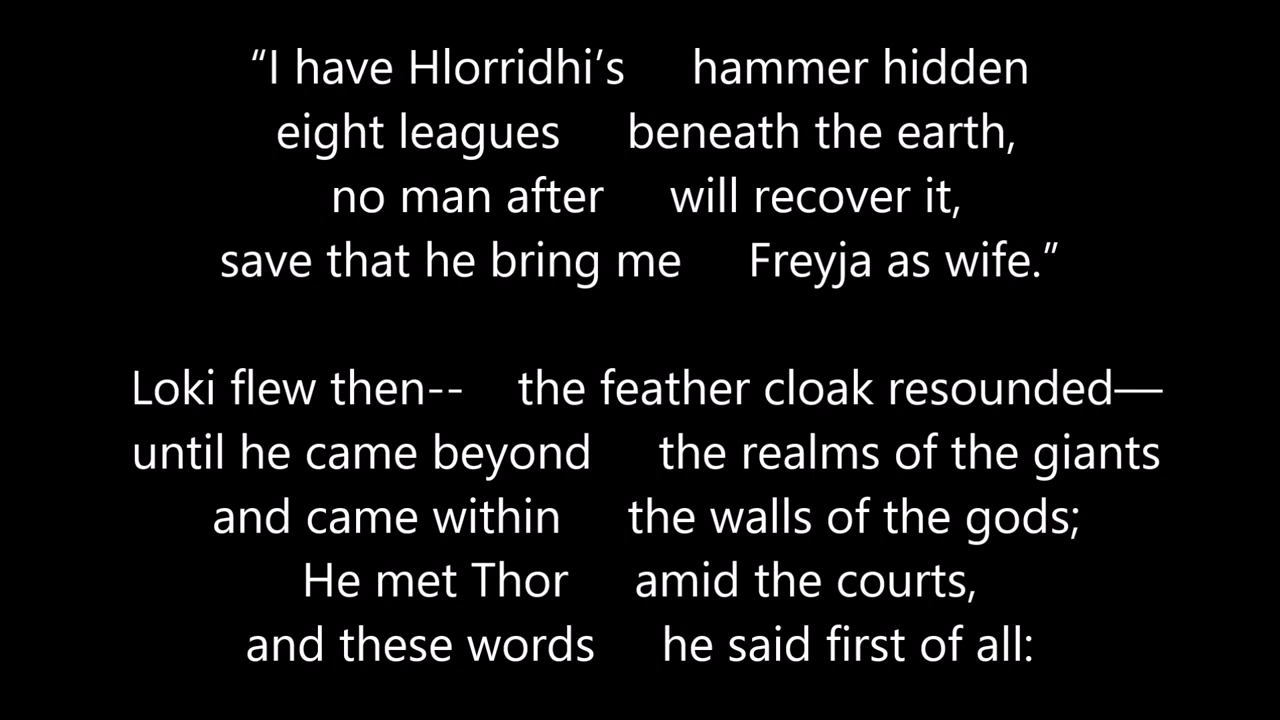 “I have Hlorridhi’s hammer hidden
eight leagues beneath the earth,
no man after will recover it,
save that he bring me Freyja as wife.”
Loki flew then-- the feather cloak resounded—
until he came beyond the realms of the giants
and came within the walls of the gods;
He met Thor amid the courts,
and these words he said first of all: